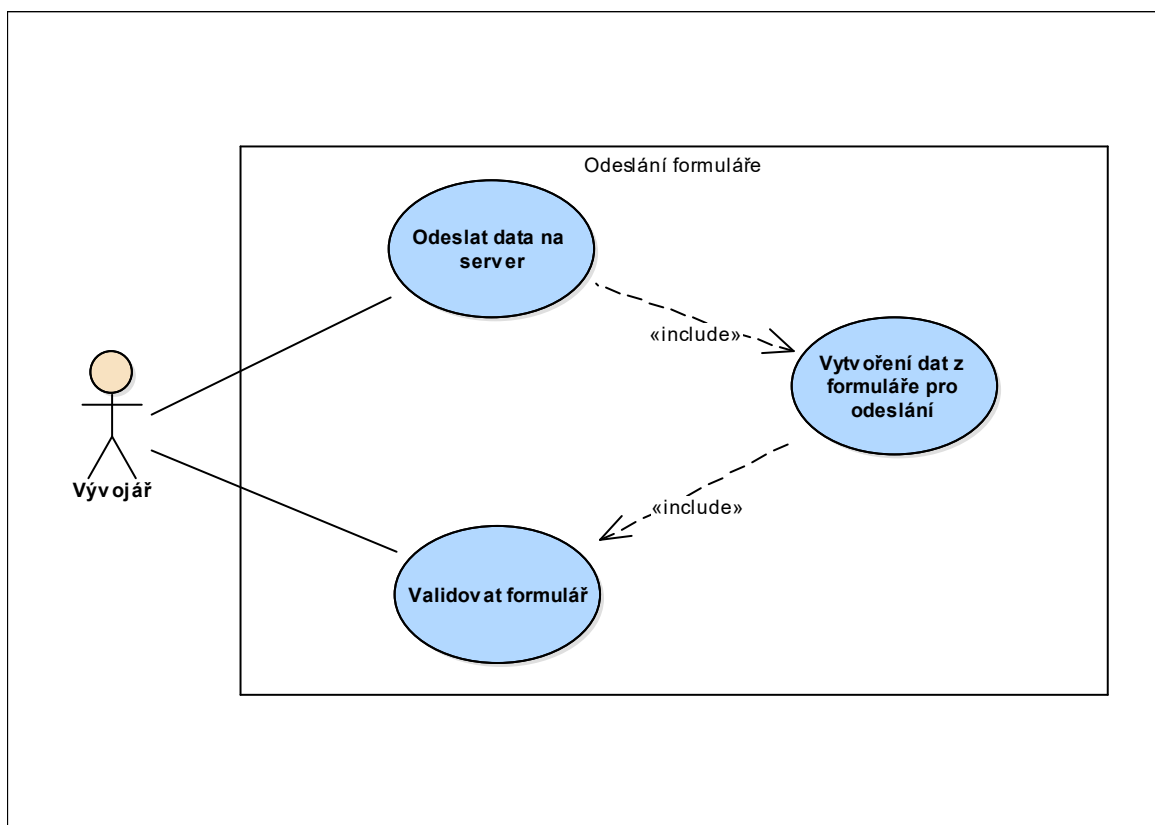 Odeslání formuláře
Odeslat data na
server
«include»
Vytvoření dat z
formuláře pro
odeslání
Vývojář
«include»
Validovat formulář